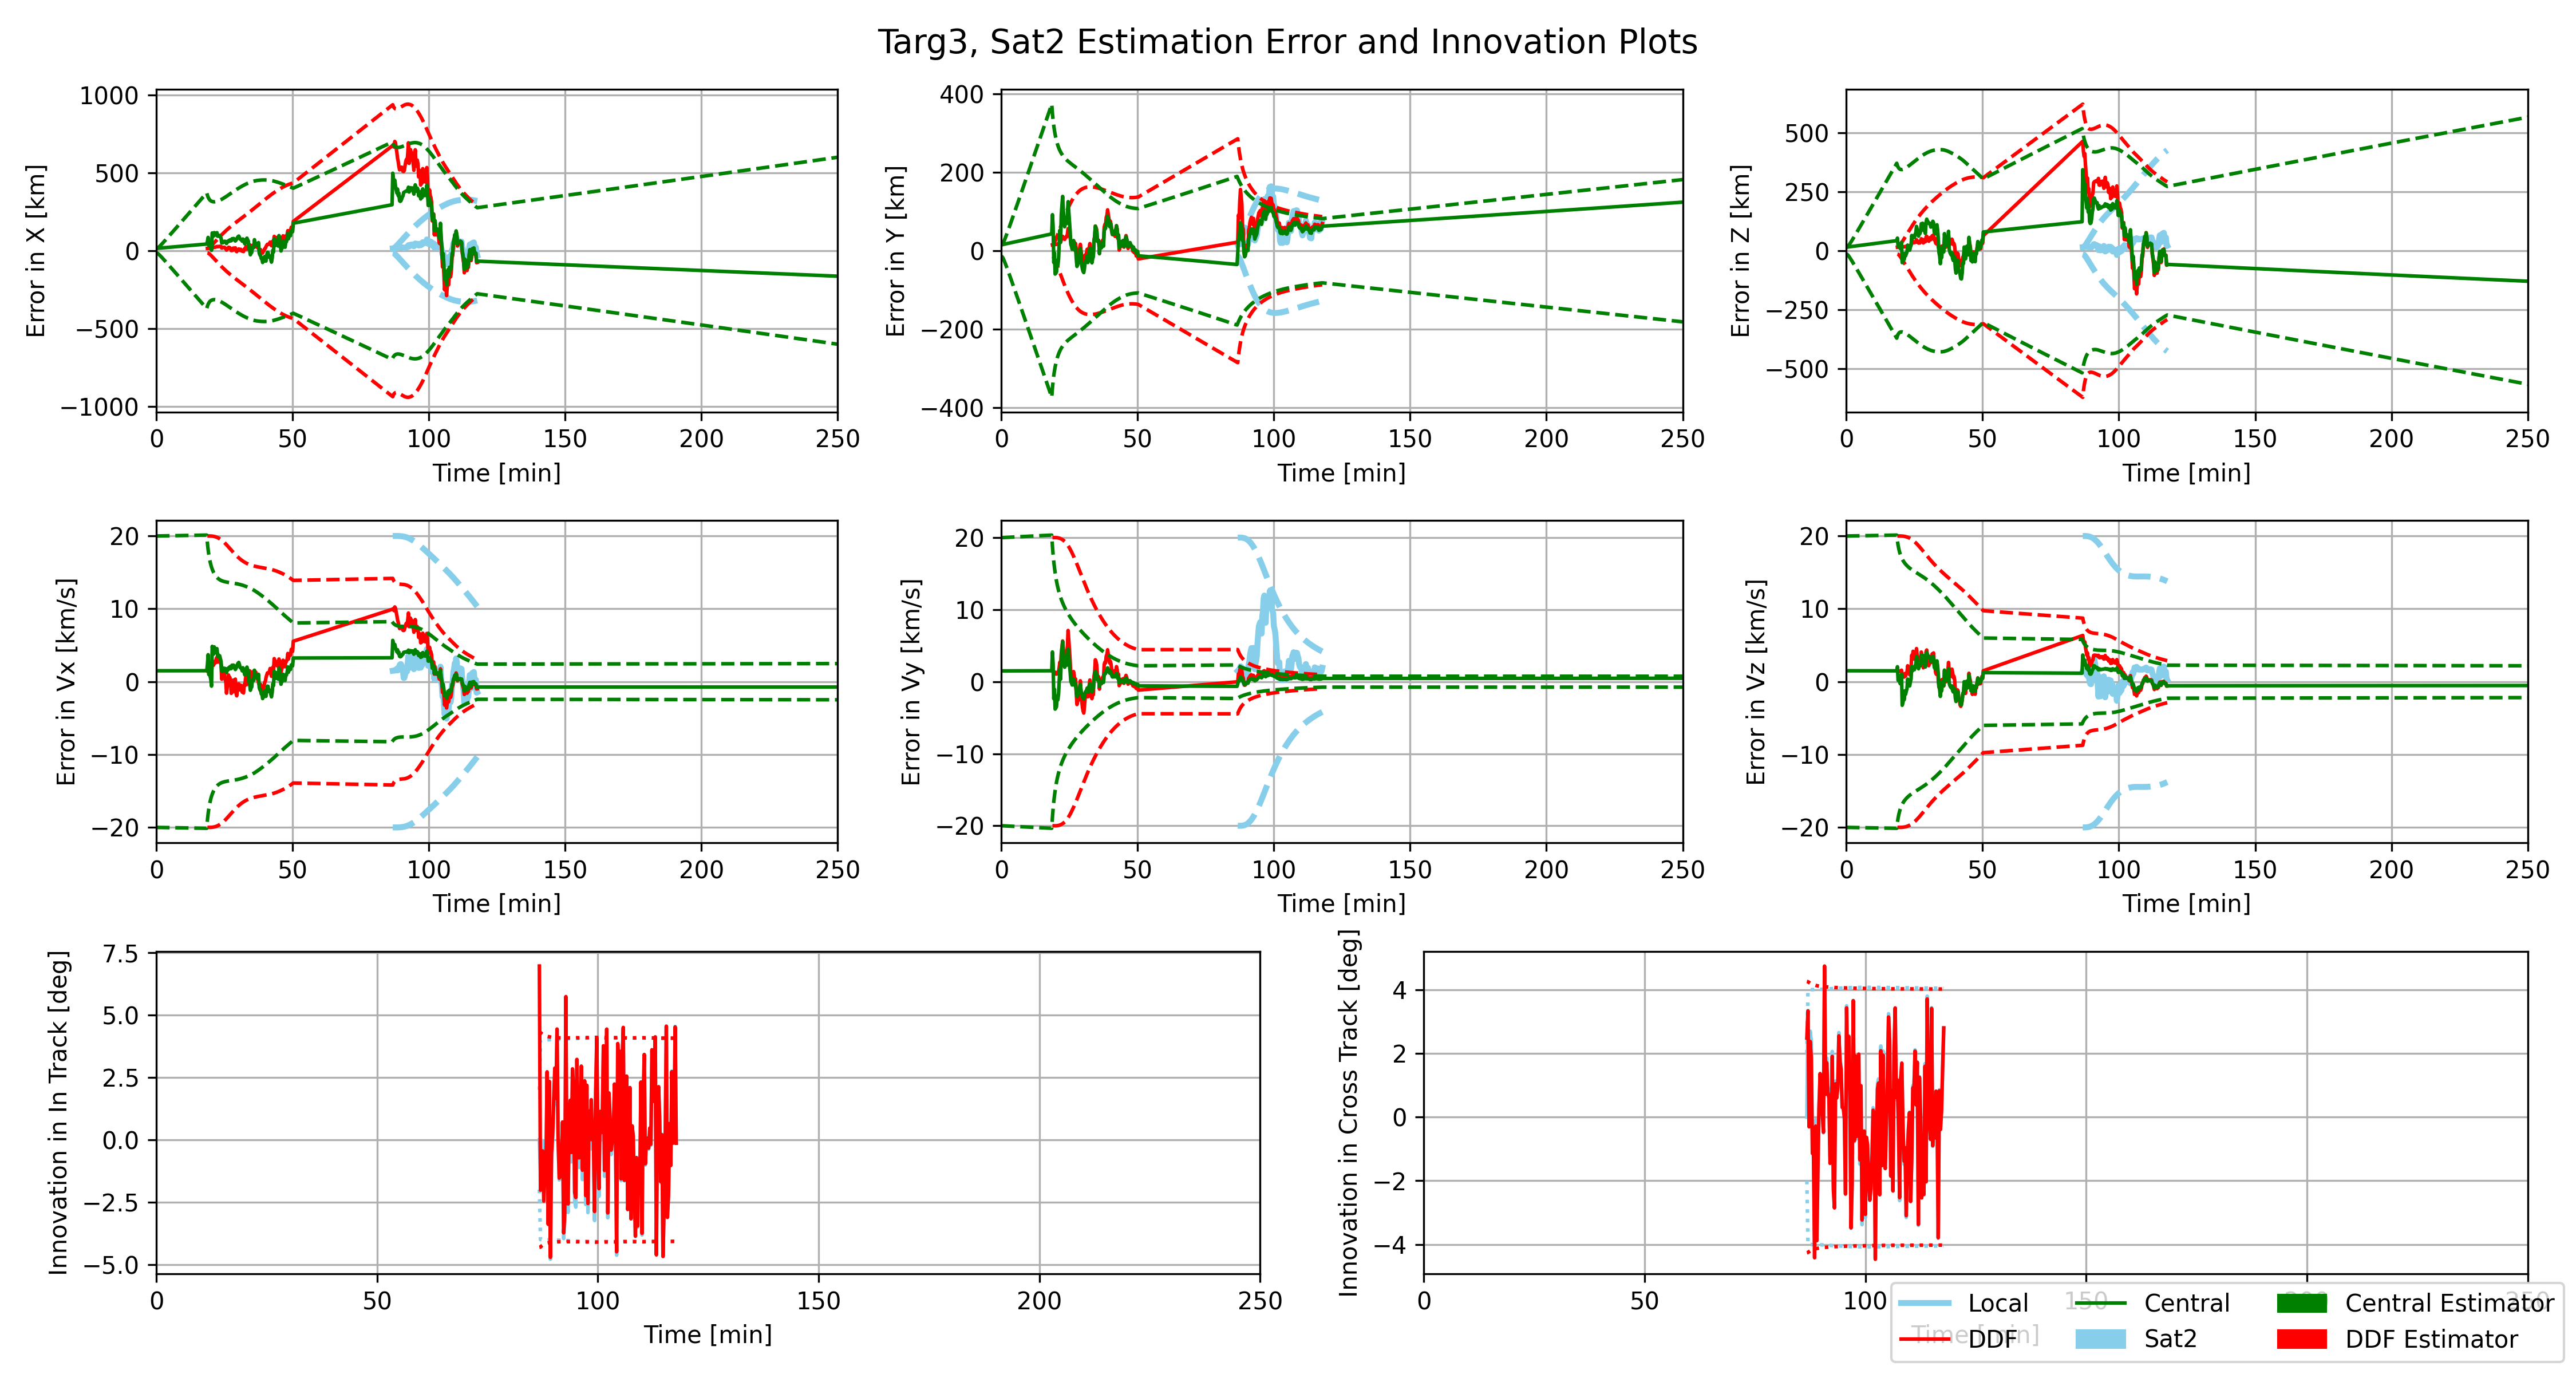 Targ3, Sat2 Estimation Error and Innovation Plots
Error in X [km]
1000
500
0
−500
−1000
0 50 100 150 200 250
Time [min]
Error in Y [km]
400
200
0
−200
−400
0 50 100 150 200 250
Time [min]
Error in Z [km]
500
250
0
−250
−500
0 50 100 150 200 250
Time [min]
Error in Vx [km/s]
20
10
0
−10
−20
0 50 100 150 200 250
Time [min]
Error in Vy [km/s]
20
10
0
−10
−20
0 50 100 150 200 250
Time [min]
Error in Vz [km/s]
20
10
0
−10
−20
0 50 100 150 200 250
Time [min]
Innovation in In Track [deg]
7.5
5.0
2.5
0.0
−2.5
−5.0
0 50 100 150 200 250
Time [min]
Innovation in Cross Track [deg]
4
2
0
−2
−4
0 50 100 150 200 250
Time [min]
Local Central Central Estimator
DDF Sat2 DDF Estimator